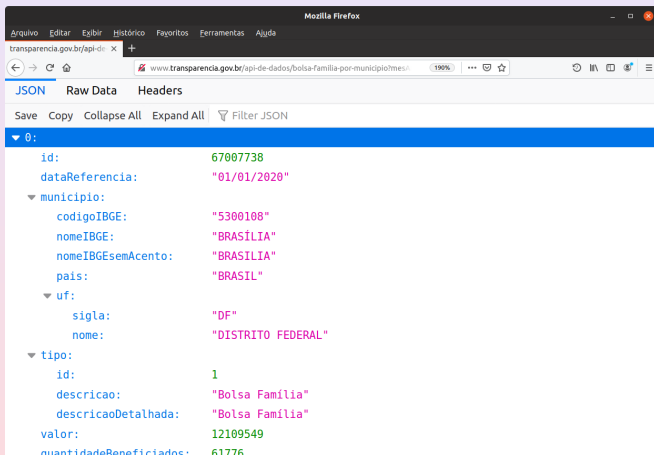 Mozilla Firefox
Arquivo Editar Exibir Histórico Favoritos Ferramentas Ajuda
transparencia.gov.br/api-de-
www.transparencia.gov.br/api-de-dados/bolsa-familia-por-municipio?mes 190%
JSON Raw Data Headers
Save Copy Collapse All Expand All Filter JSON
0:
id: 67007738
dataReferencia: "01/01/2020"
municipio:
codigoIBGE: "5300108"
nomeIBGE: "BRASÍLIA"
nomeIBGEsemAcento: "BRASILIA"
pais: "BRASIL"
uf:
sigla: "DF"
nome: "DISTRITO FEDERAL"
tipo:
id: 1
descricao: "Bolsa Família"
descricaoDetalhada: "Bolsa Família"
valor: 12109549
quantidadeBeneficiados: 61776